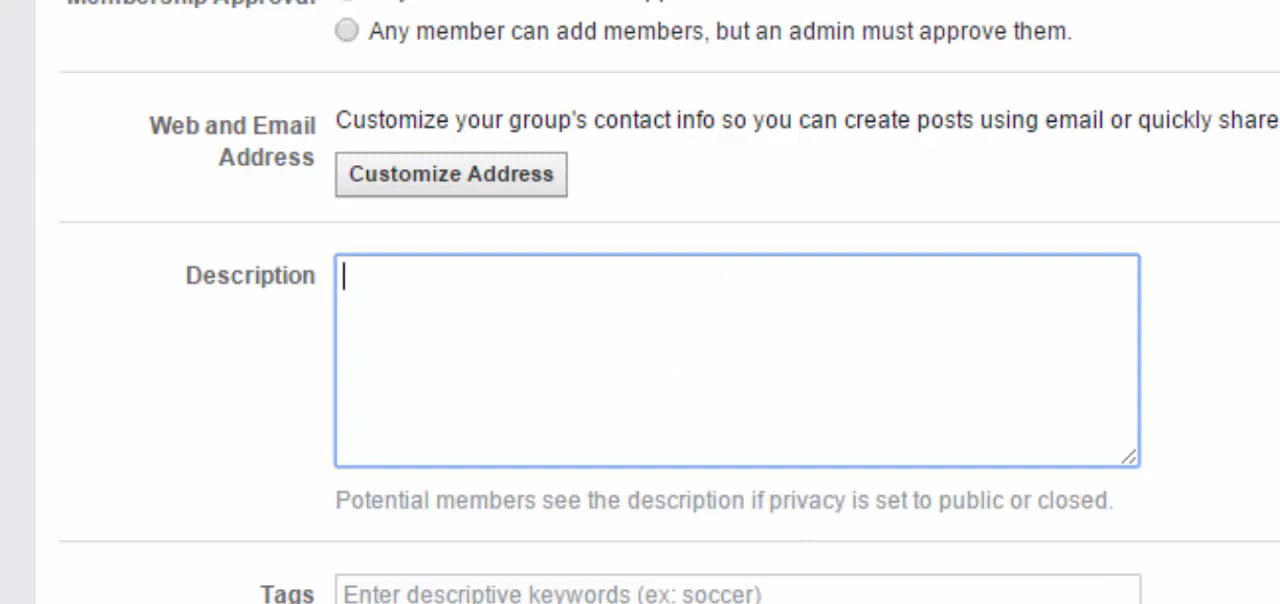 Membership Approval
Any member can add members, but an admin must approve them.
Web and Email
Address
Customize your group's contact info so you can create posts using email or quickly share
Customize Address
Description
Potential members see the description if privacy is set to public or closed.
Tags
Enter descriptive keywords (ex: soccer)